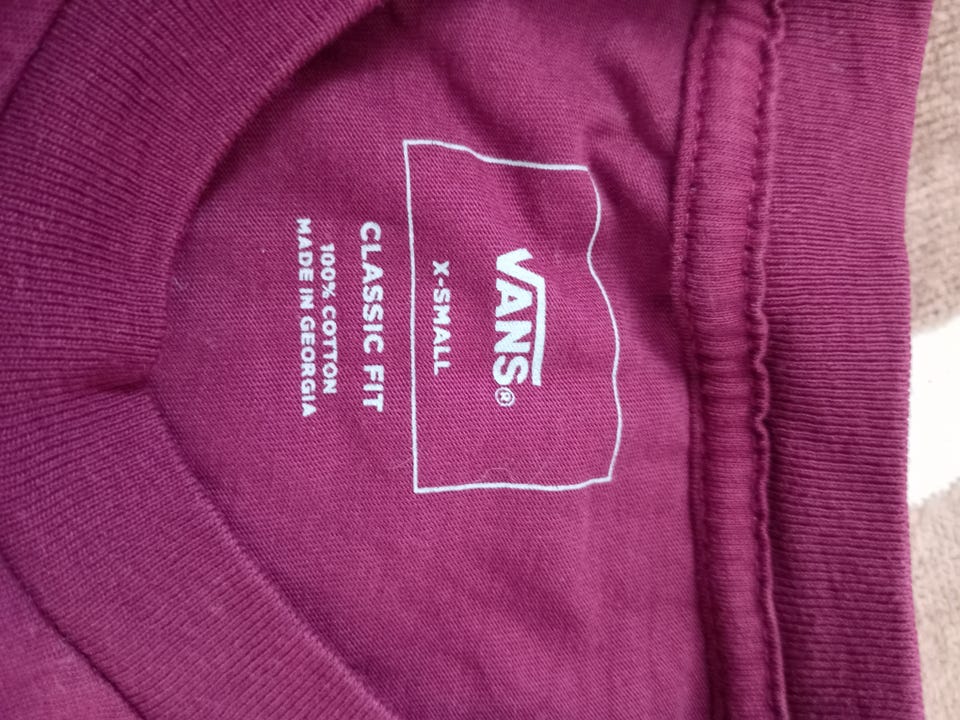 VANS®
X-SMALL
CLASSIC FIT
100% COTTON
MADE IN GEORGIA